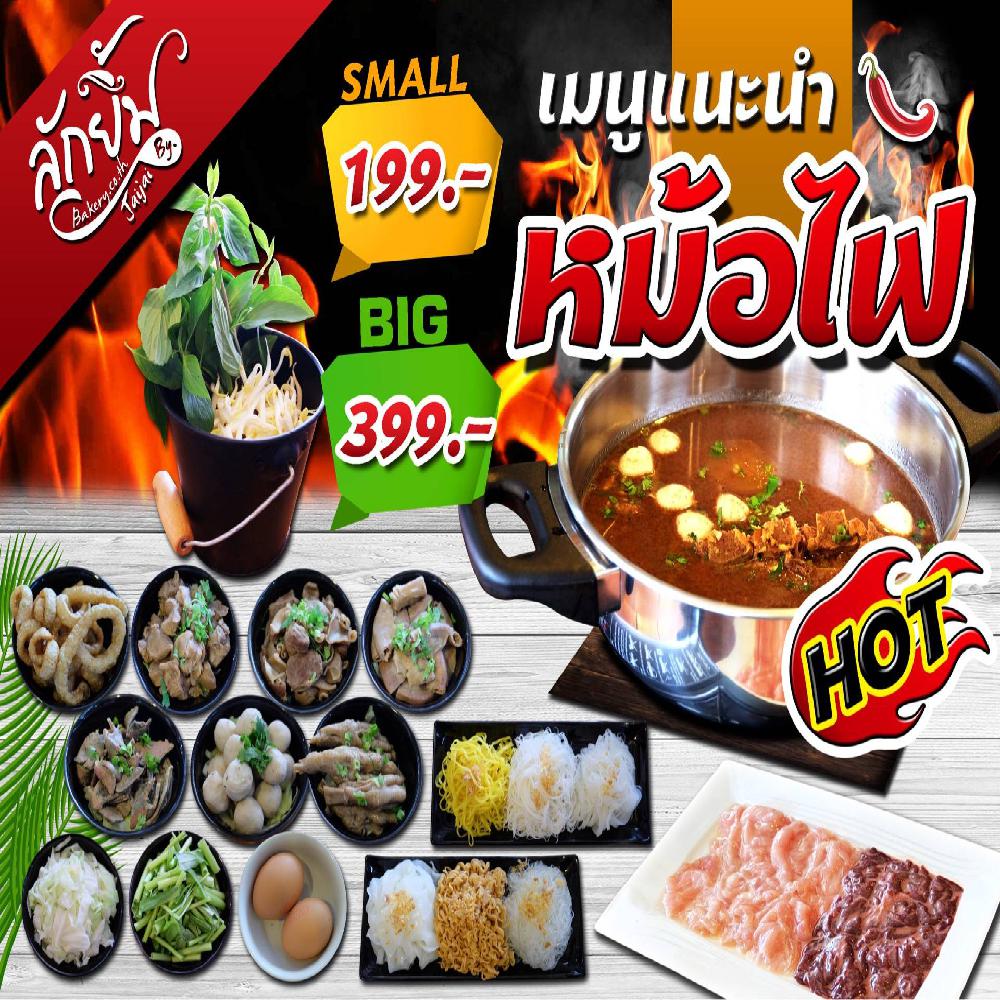 ลักยิ้ม
By.
Bakery.co.th
Jaijai
SMALL
199.-
BIG
399.-
เมนูแนะนำ
หม้อไฟ
HOT